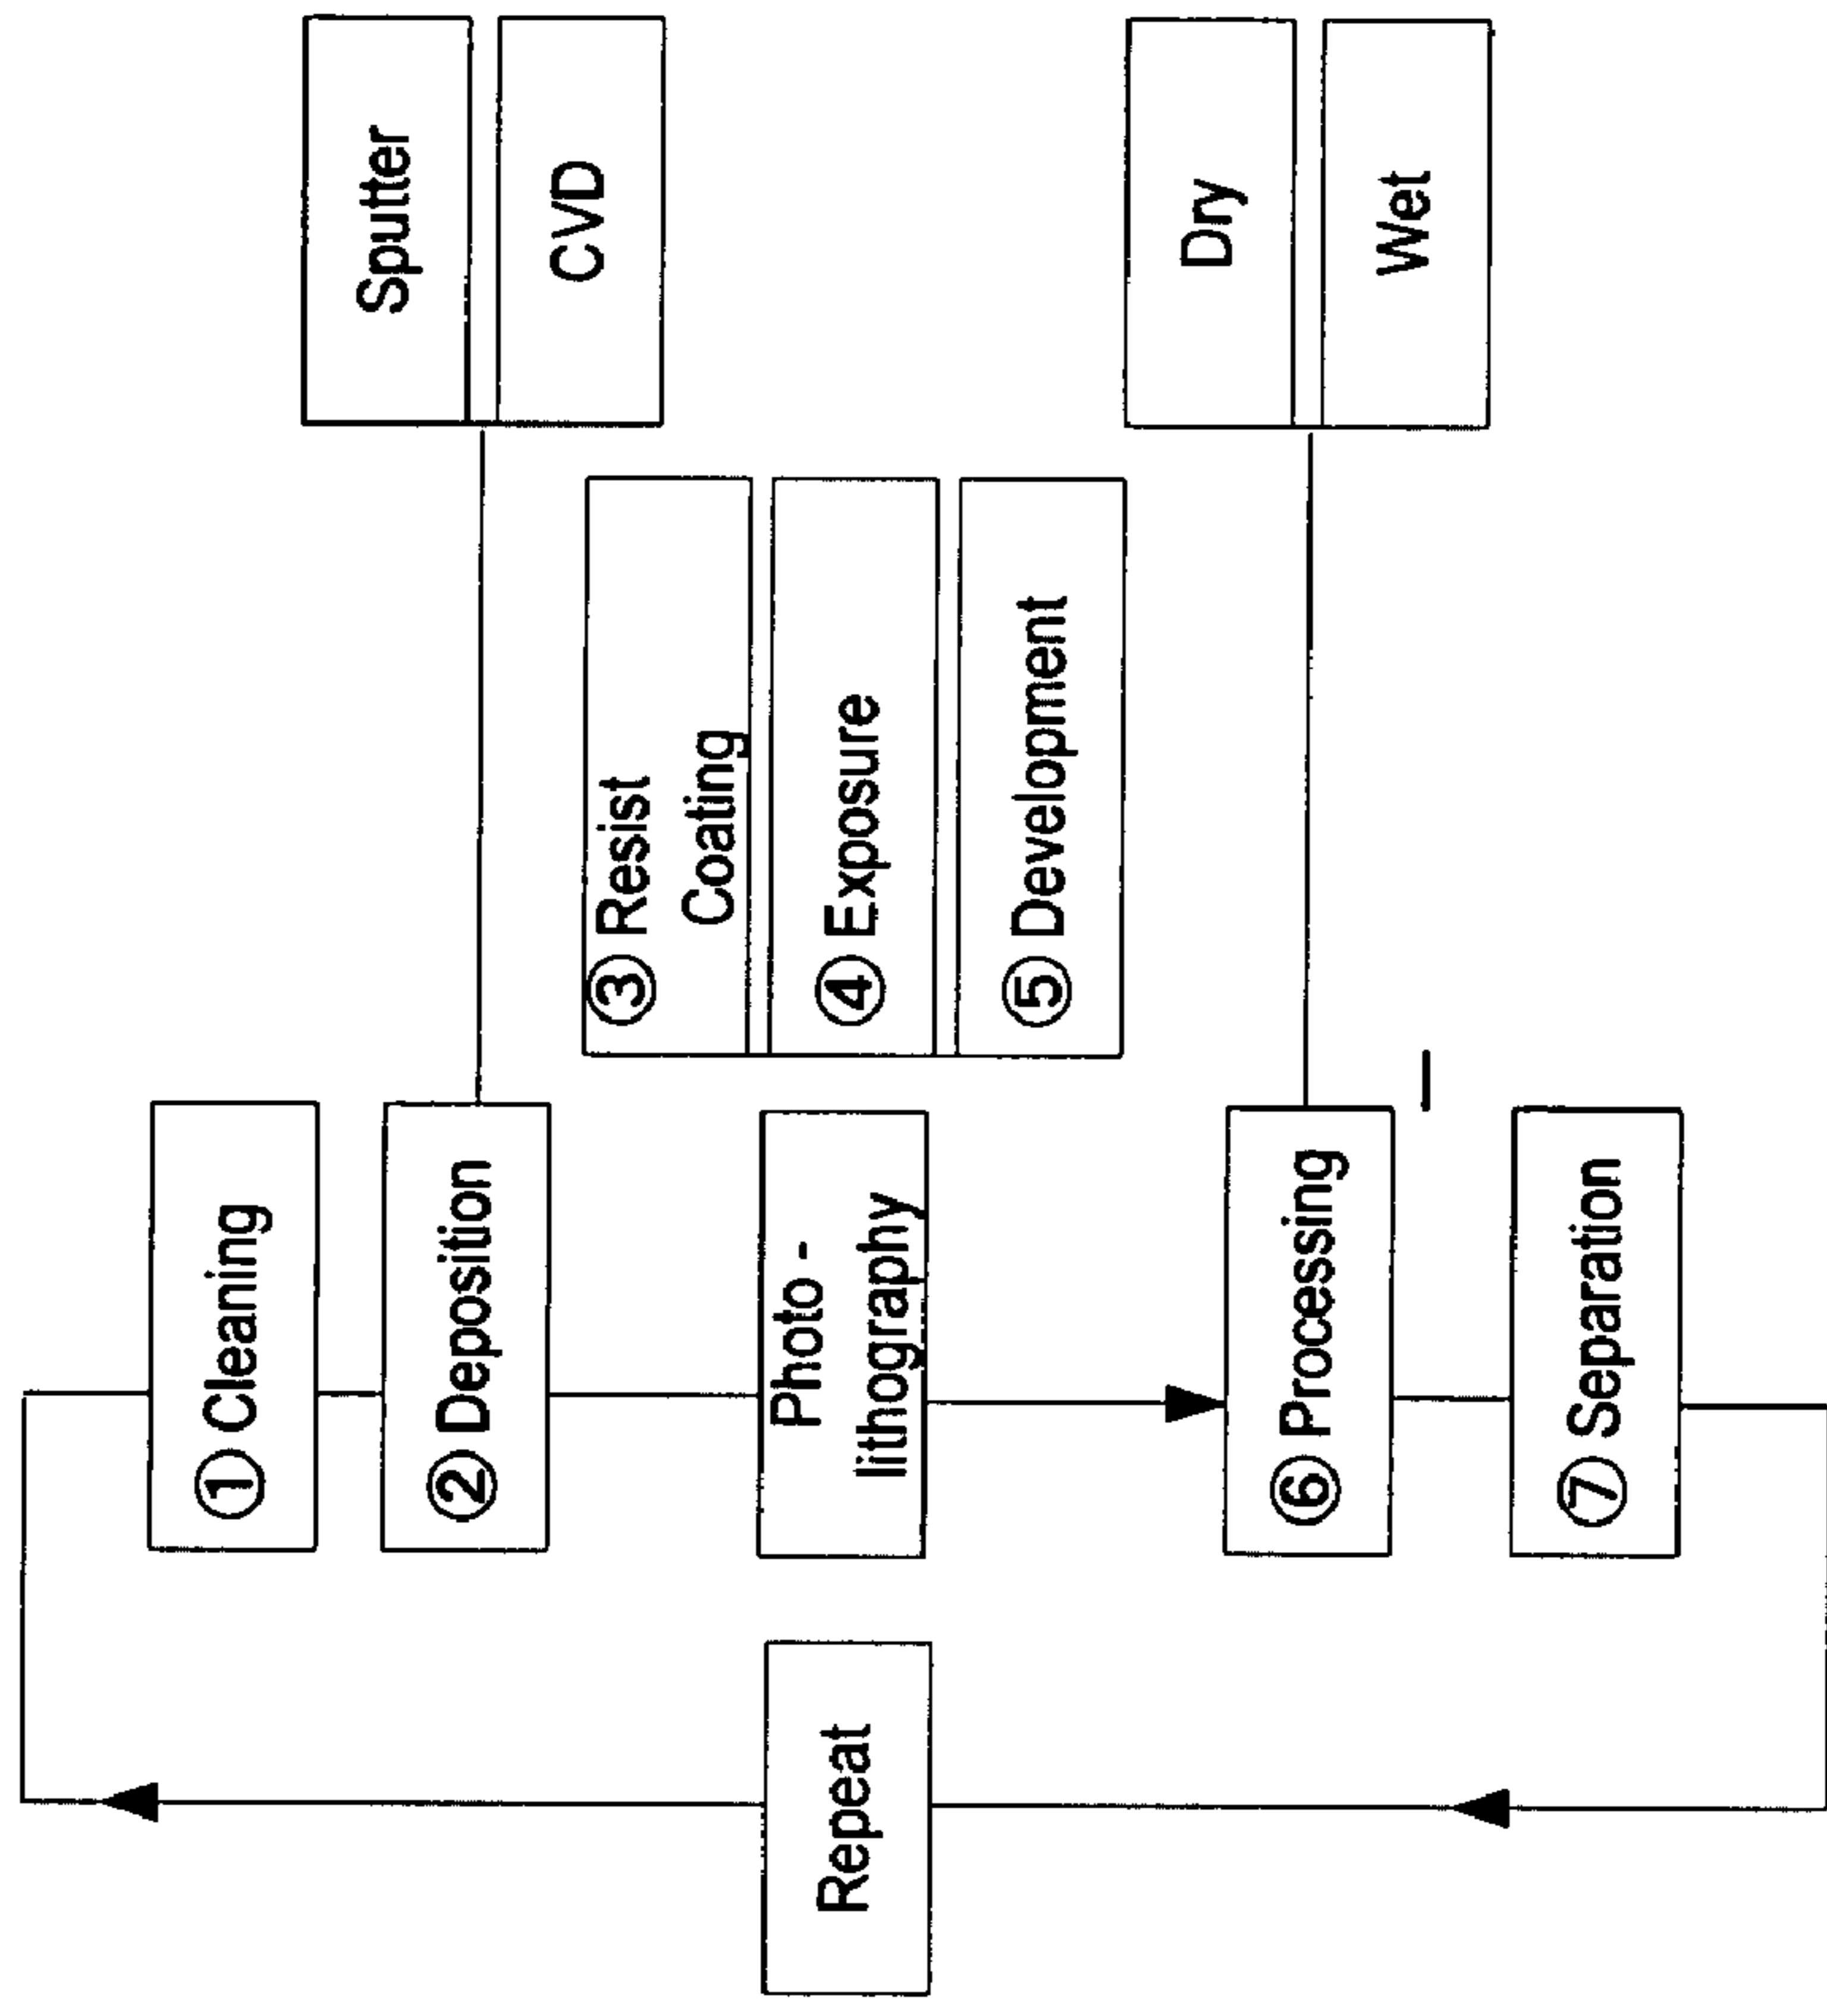 ① Cleaning
② Deposition
Sputter
CVD
Photo -
lithography
③ Resist
Coating
④ Exposure
⑤ Development
⑥ Processing
Dry
Wet
⑦ Separation
Repeat